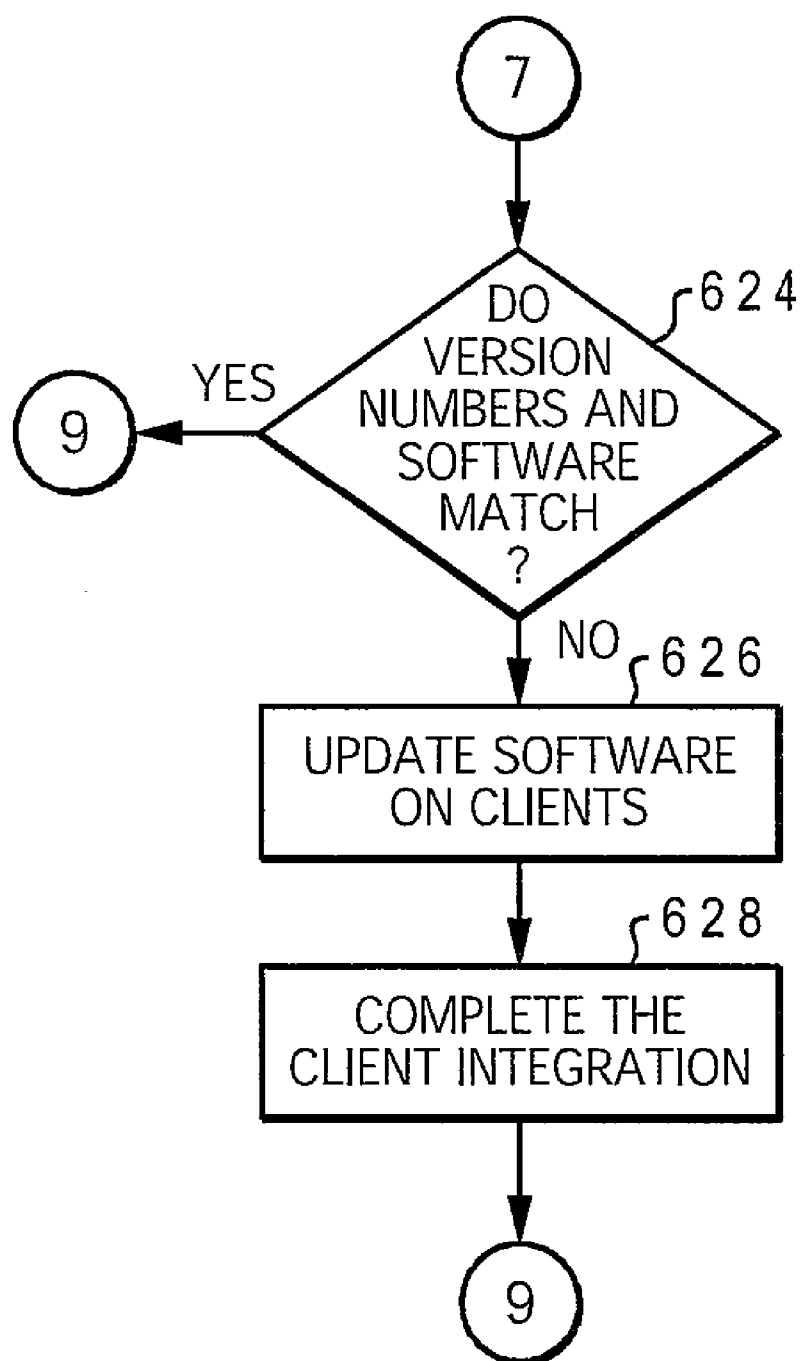 7
624
DO
VERSION
NUMBERS AND
SOFTWARE
MATCH
?
YES
9
NO
626
UPDATE SOFTWARE
ON CLIENTS
628
COMPLETE THE
CLIENT INTEGRATION
9